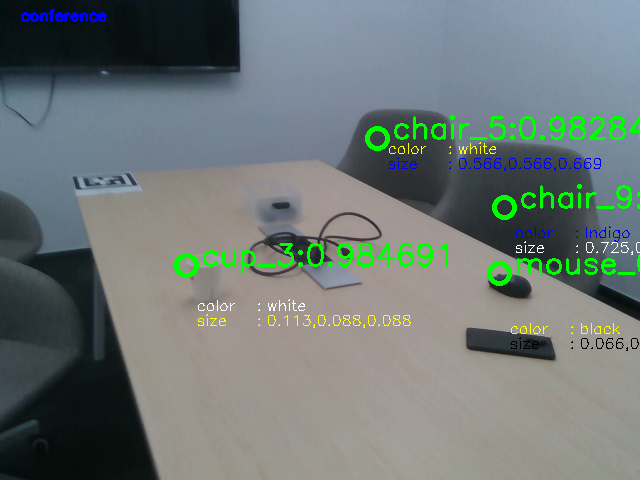 conference
chair_5:0.98284
color : white
size : 0.566,0.566,0.669
chair_9:
color : Indigo
size : 0.725,0
cup_3:0.984691
mouse_
color : white
size : 0.113,0.088,0.088
color : black
size : 0.066,0